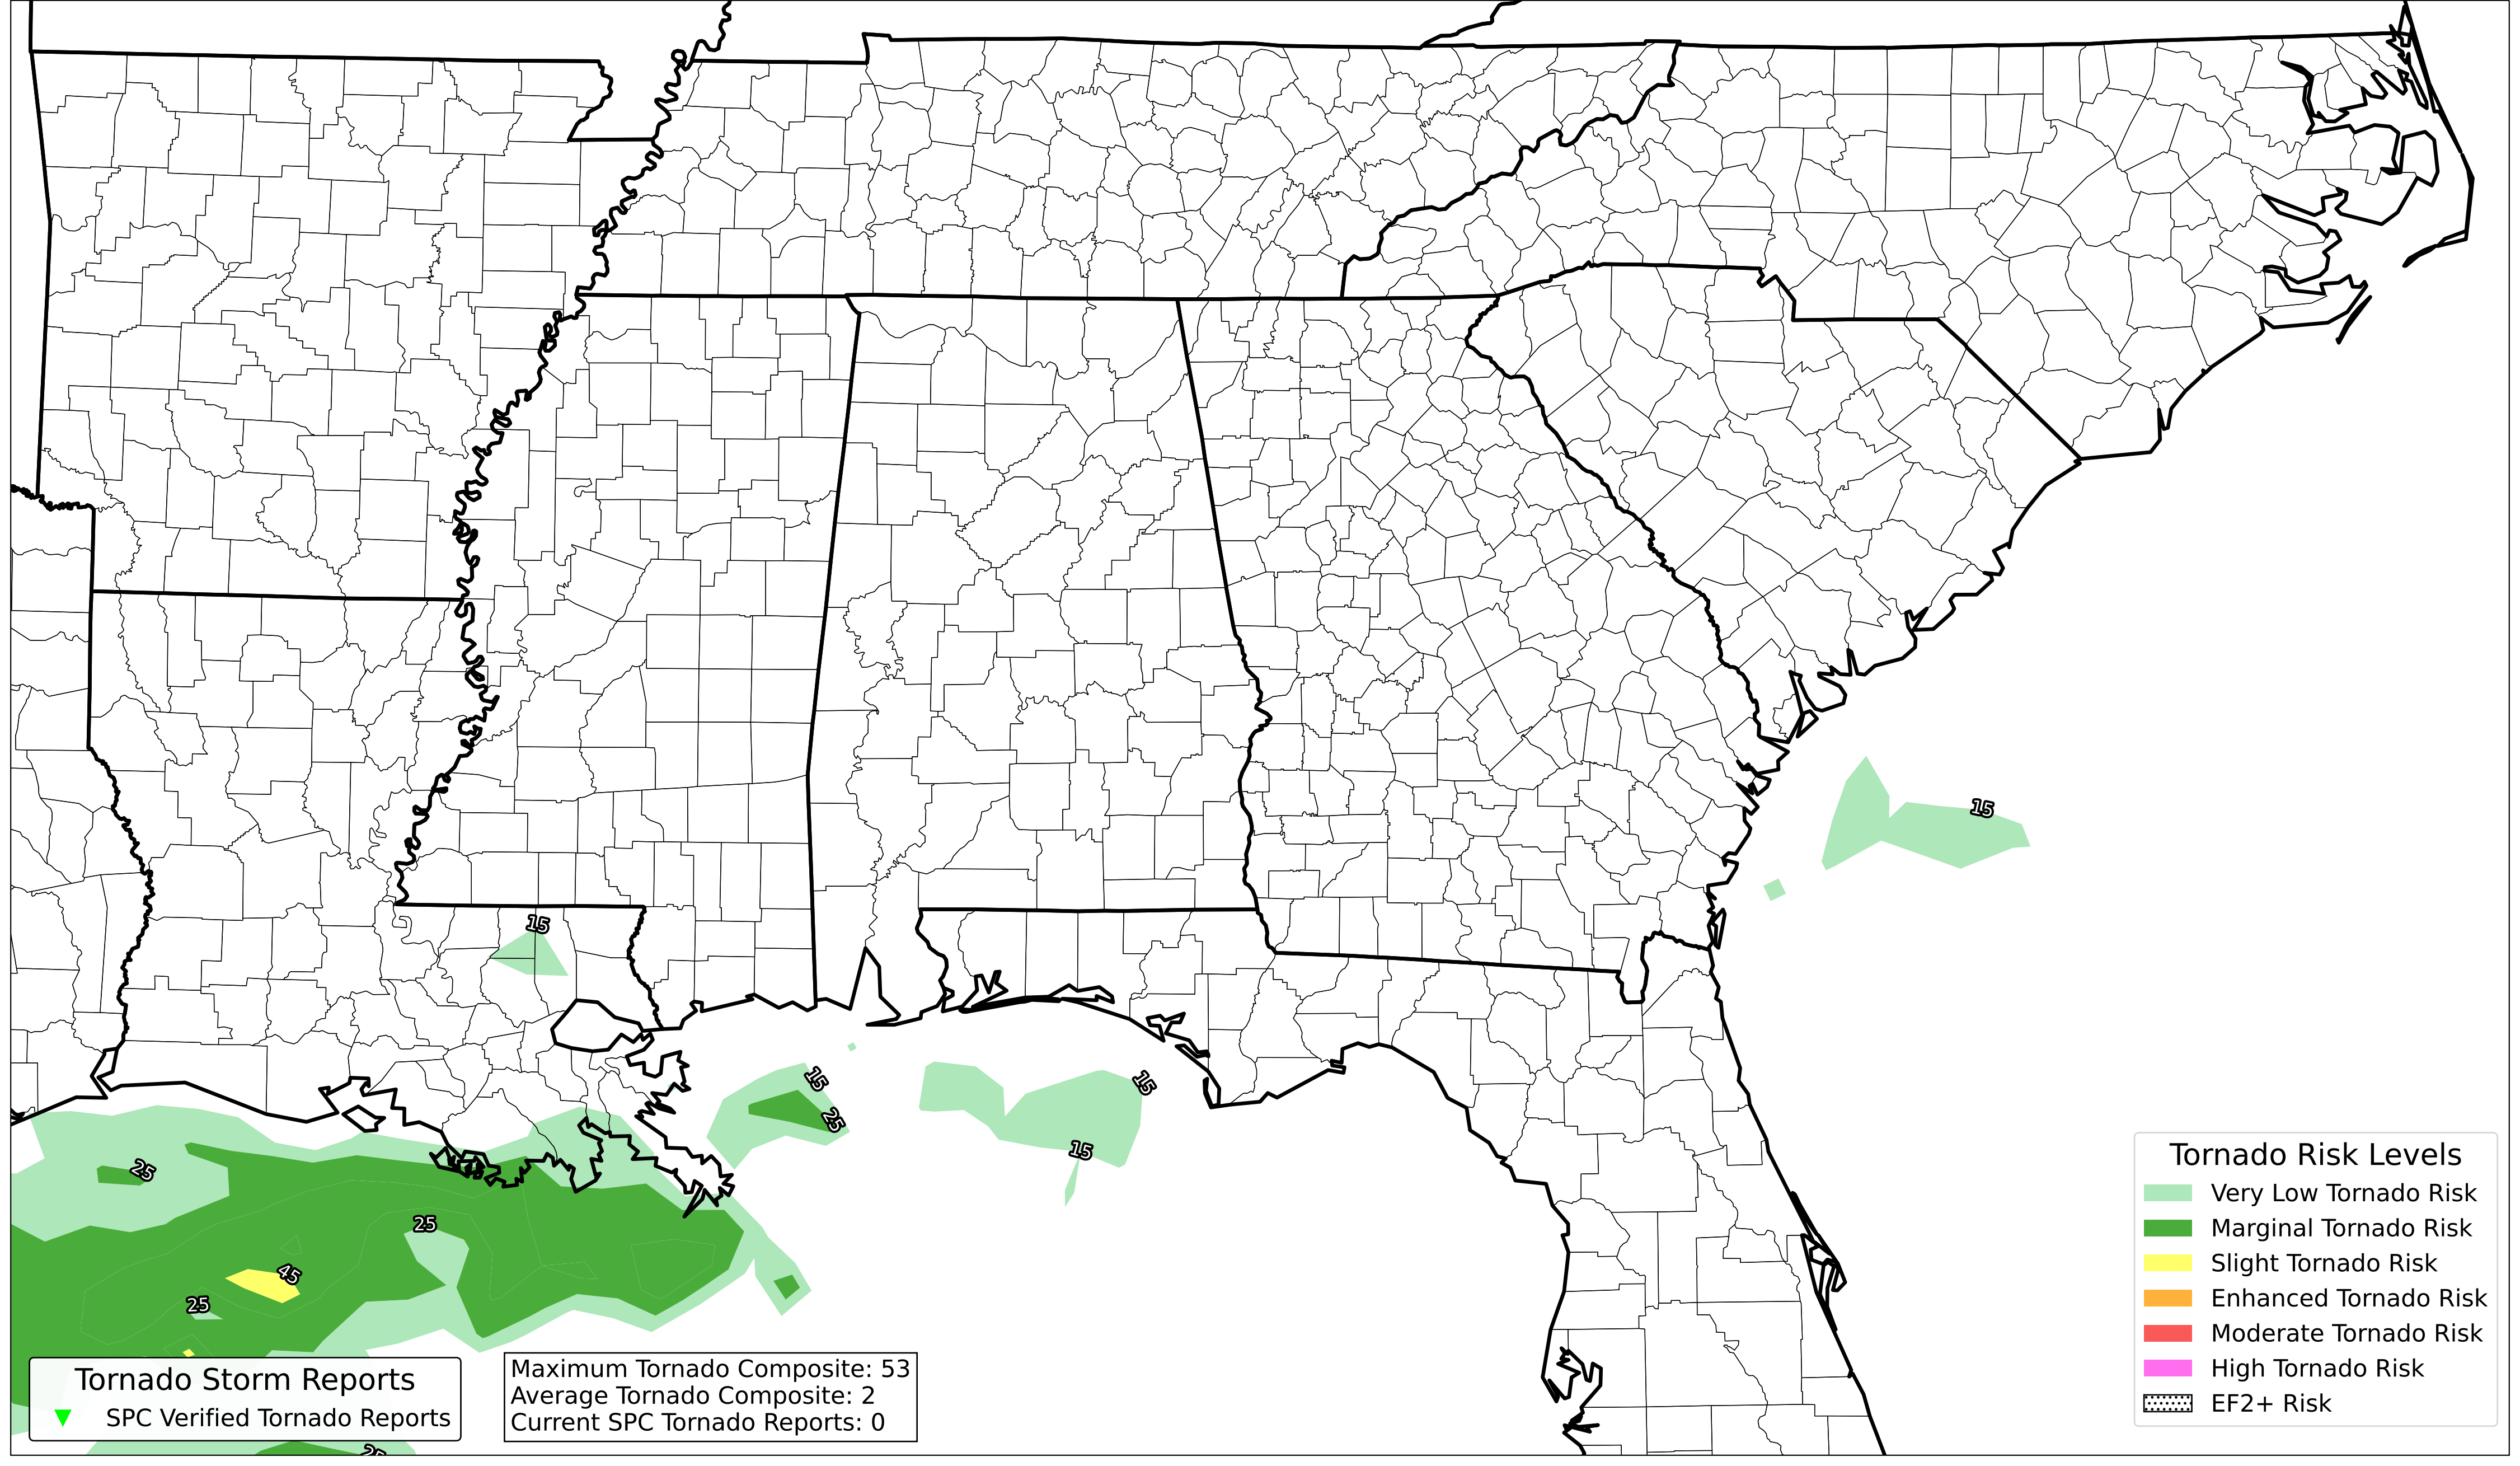 15
15
15
25
15
15
25
25
45
25
Tornado Storm Reports
SPC Verified Tornado Reports
25
Maximum Tornado Composite: 53
Average Tornado Composite: 2
Current SPC Tornado Reports: 0
Tornado Risk Levels
Very Low Tornado Risk
Marginal Tornado Risk
Slight Tornado Risk
Enhanced Tornado Risk
Moderate Tornado Risk
High Tornado Risk
EF2+ Risk